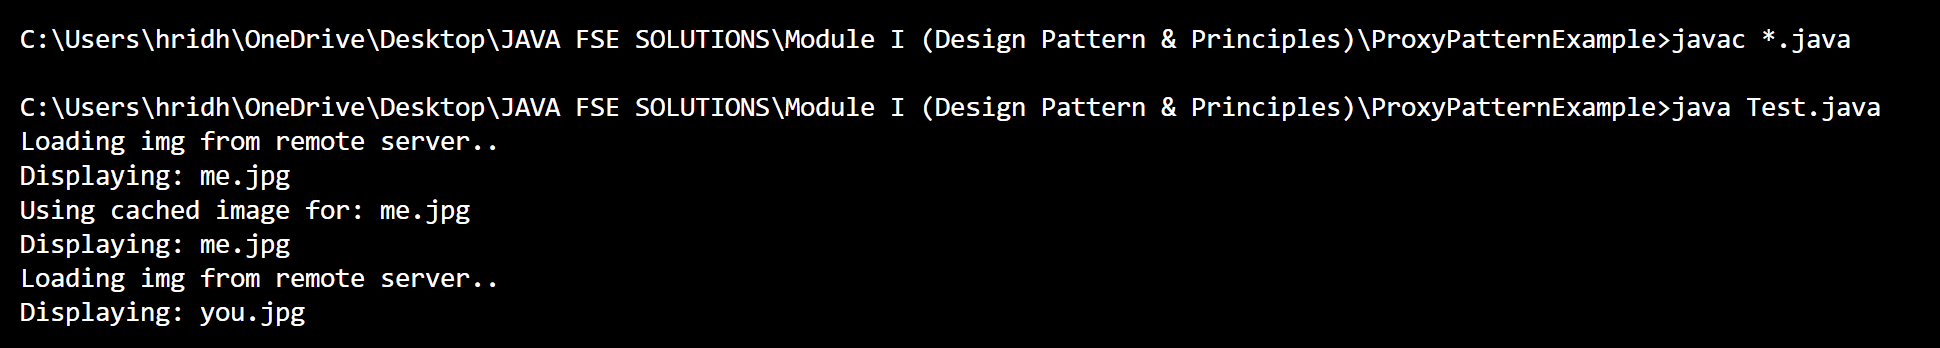 C:\Users\hridh\OneDrive\Desktop\JAVA FSE SOLUTIONS\Module I (Design Pattern & Principles)\ProxyPatternExample>javac *.java
C:\Users\hridh\OneDrive\Desktop\JAVA FSE SOLUTIONS\Module I (Design Pattern & Principles)\ProxyPatternExample>java Test.java
Loading img from remote server..
Displaying: me.jpg
Using cached image for: me.jpg
Displaying: me.jpg
Loading img from remote server..
Displaying: you.jpg